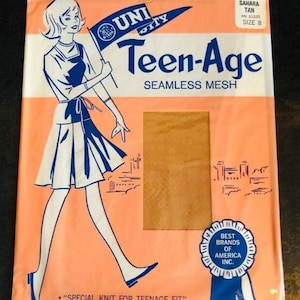 SAHARA
TAN
SIZE 8
UNI
CITY
Teen-Age
SEAMLESS MESH
BEST
BRANDS OF
AMERICA
INC.
• "SPECIAL KNIT FOR TEENAGE FIT"